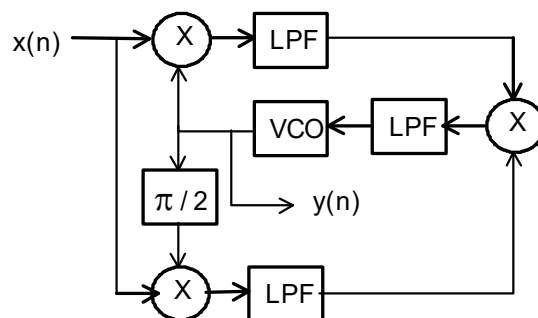 x(n)
X
LPF
VCO
LPF
X
π / 2
y(n)
X
LPF